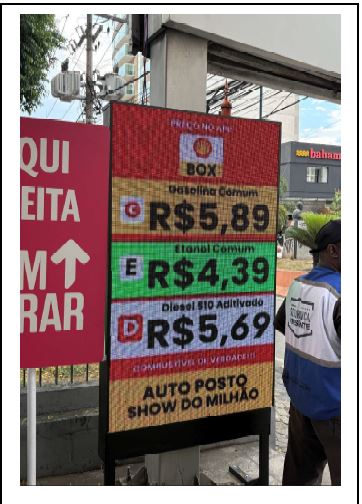 QUI
EITA
M
RAR
PREÇO NO APP
BOX
Gasolina Comum
G R$5,89
Etanol Comum
E R$4,39
Diesel S10 Aditivado
D R$5,69
COMBUSTÍVEL DE VERDADE
AUTO POSTO
SHOW DO MILHÃO
baham